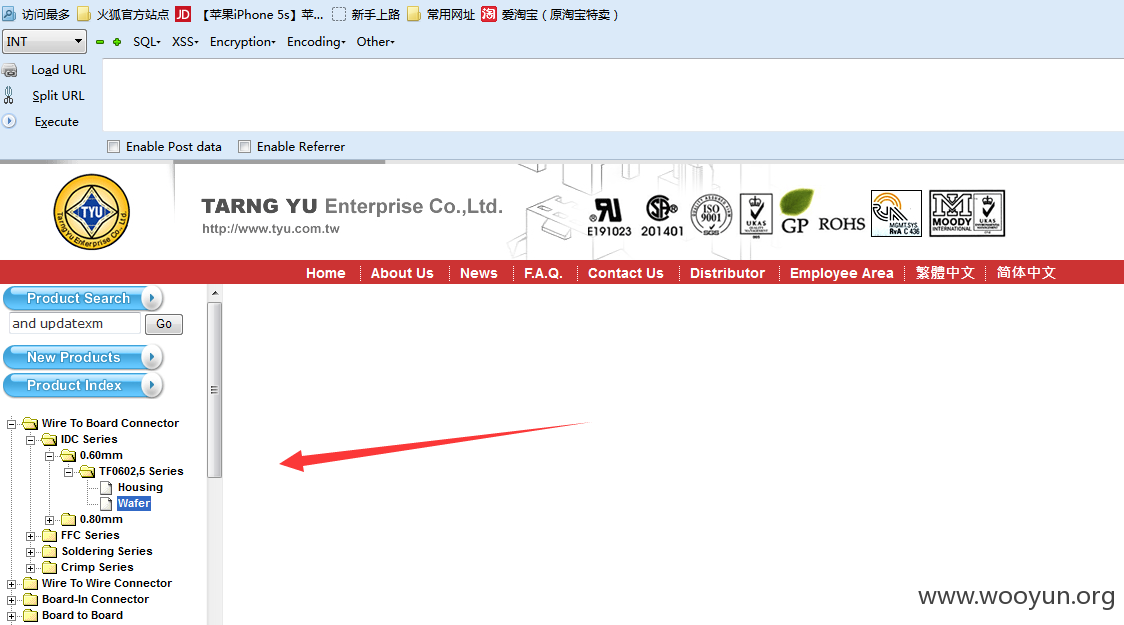 访问最多 火狐官方站点 JD 【苹果iPhone 5s】苹... 新手上路 常用网址 淘 爱淘宝（原淘宝特卖）
INT SQL XSS Encryption Encoding Other
Load URL
Split URL
Execute
Enable Post data Enable Referrer
TYU
TARNG YU Enterprise Co.,Ltd.
http://www.tyu.com.tw
E191023
201401
ISO 9001
SGS
UKAS
GP
ROHS
MGMT.SYS.
RvA C 436
MOODY
INTERNATIONAL
UKAS
Home About Us News F.A.Q. Contact Us Distributor Employee Area 繁體中文 简体中文
Product Search
and updatexm Go
New Products
Product Index
Wire To Board Connector
IDC Series
0.60mm
TF0602,5 Series
Housing
Wafer
0.80mm
FFC Series
Soldering Series
Crimp Series
Wire To Wire Connector
Board-In Connector
Board to Board
www.wooyun.org